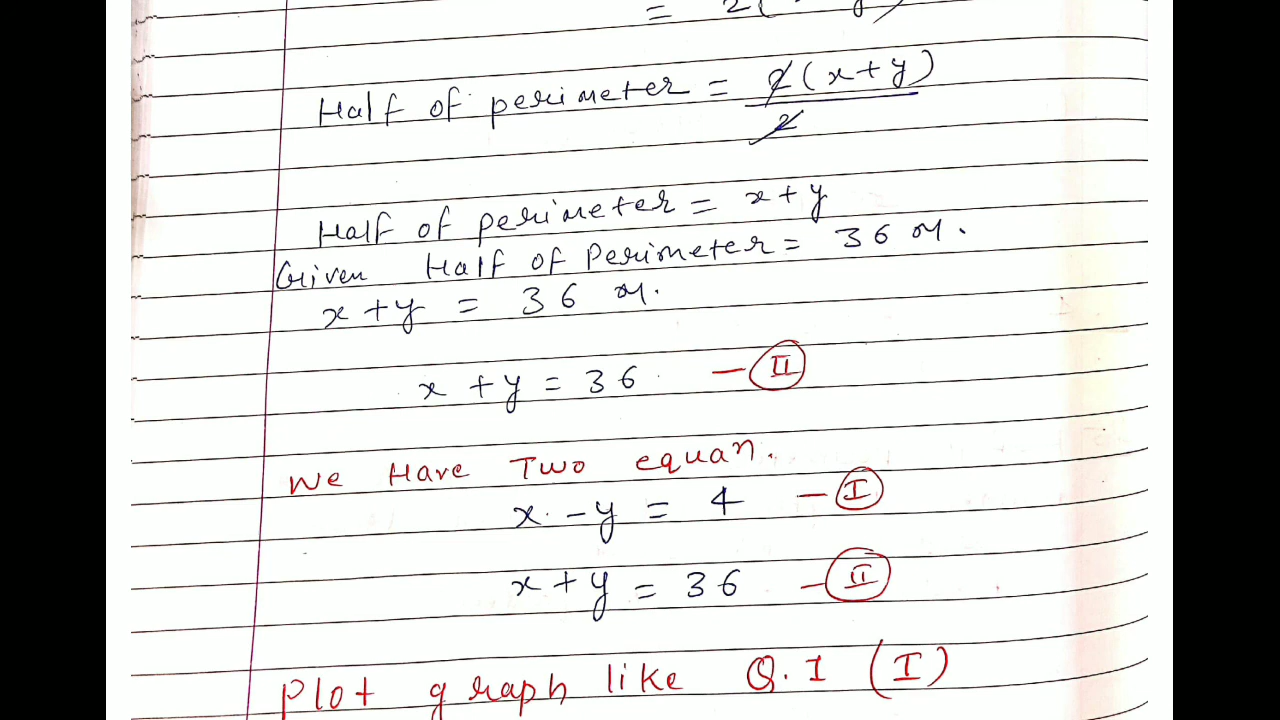 = 2(x+y)
Half of perimeter = 2(x+y)
2
Half of perimeter = x+y
Given Half of Perimeter = 36 M.
x+y = 36 M.
x+y = 36 - II
We Have Two equan.
x. - y = 4 - I
x+y = 36 - II
Plot graph like Q.1 (I)